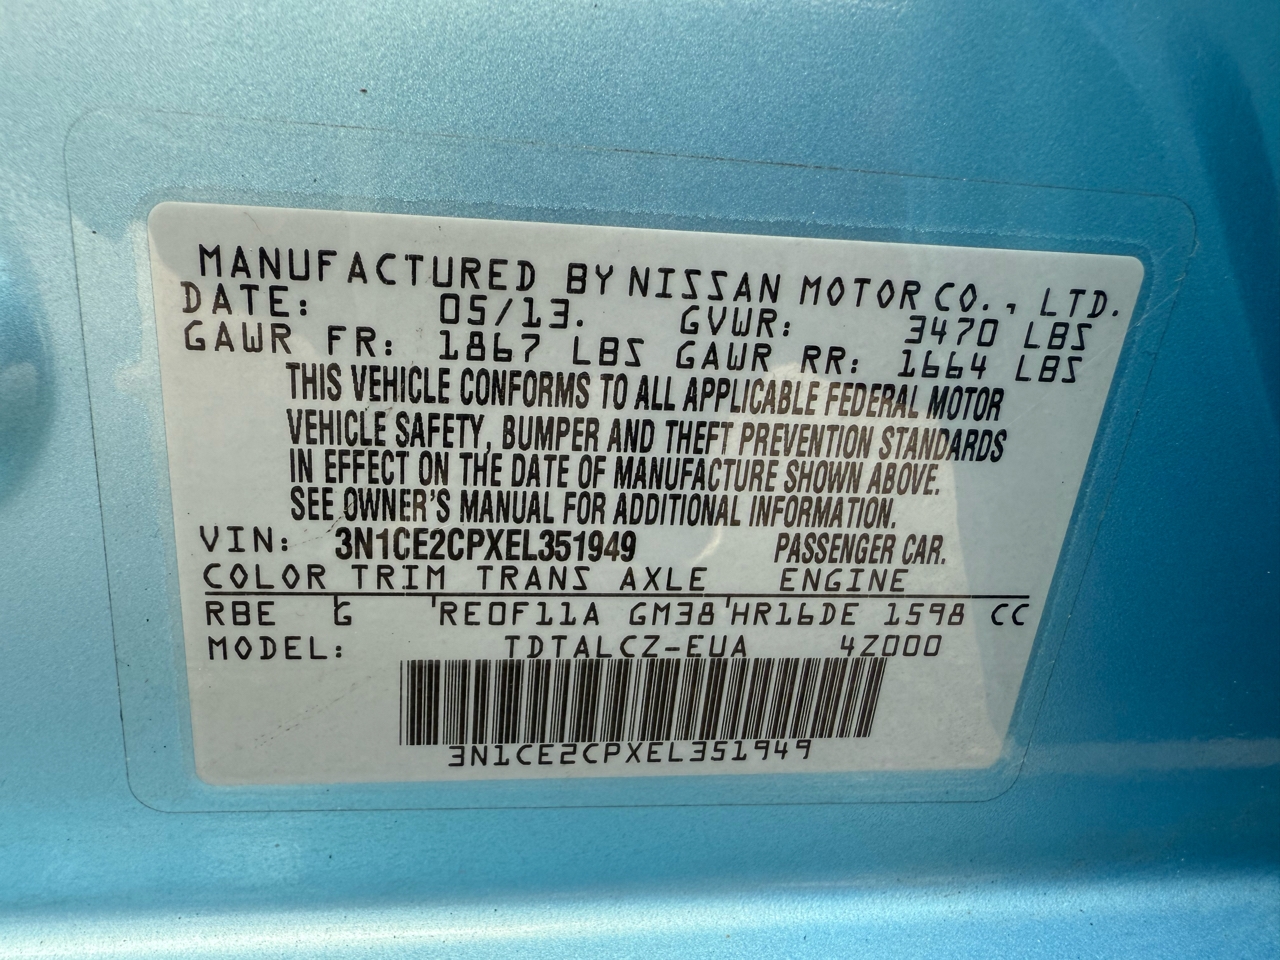 MANUFACTURED BY NISSAN MOTOR CO., LTD.
DATE: 05/13. GVWR: 3470 LBS
GAWR FR: 1867 LBS GAWR RR: 1664 LBS
THIS VEHICLE CONFORMS TO ALL APPLICABLE FEDERAL MOTOR
VEHICLE SAFETY, BUMPER AND THEFT PREVENTION STANDARDS
IN EFFECT ON THE DATE OF MANUFACTURE SHOWN ABOVE.
SEE OWNER'S MANUAL FOR ADDITIONAL INFORMATION.
VIN: 3N1CE2CPXEL351949 PASSENGER CAR.
COLOR TRIM TRANS AXLE ENGINE
RBE G 'RE0F11A GM38'HR16DE 1598 CC
MODEL: TDTALCZ-EUA 4Z000
3N1CE2CPXEL351949